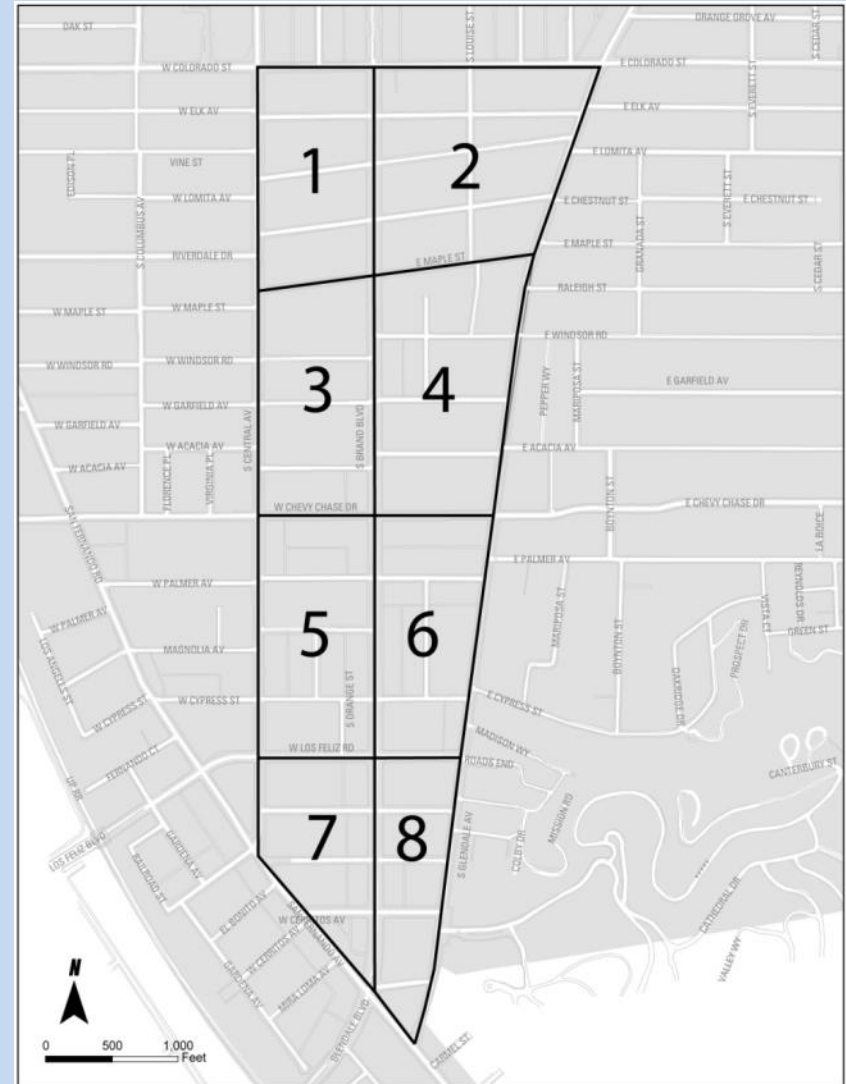 ORANGE GROVE AV
OAK ST
S LOUISE ST
S CEDAR ST
W COLORADO ST
E COLORADO ST
W ELK AV
E ELK AV
S EVERETT ST
1
2
EDISON PL
VINE ST
E LOMITA AV
W LOMITA AV
S COLUMBUS AV
E CHESTNUT ST
S EVERETT ST
E CHESTNUT ST
GRANADA ST
RIVERDALE DR
E MAPLE ST
E MAPLE ST
S CEDAR ST
RALEIGH ST
W MAPLE ST
W MAPLE ST
E WINDSOR RD
W WINDSOR RD
W WINDSOR RD
3
4
PEPPER WY
MARIPOSA ST
E GARFIELD AV
W GARFIELD AV
W GARFIELD AV
S CENTRAL AV
S BRAND BLVD
W ACACIA AV
E ACACIA AV
W ACACIA AV
FLORENCE PL
VIRGINIA PL
SAN FERNANDO RD
W CHEVY CHASE DR
E CHEVY CHASE DR
BOYNTON ST
LA BOICE
E PALMER AV
W PALMER AV
5
6
MARIPOSA ST
BOYNTON ST
VISTA CT
REYNOLDS DR
W PALMER AV
LOS ANGELLS ST
MAGNOLIA AV
GREEN ST
PROSPECT DR
OAKRIDGE DR
W CYPRESS ST
W CYPRESS ST
S ORANGE ST
E CYPRESS ST
W LOS FELIZ RD
MADISON WY
ROADS END
FERNANDO CT
UP RR
CANTERBURY ST
7
8
S GLENDALE AV
COLBY DR
MISSION RD
LOS FELIZ BLVD
GARDENA AV
RAILROAD ST
EL BONITO AV
W CERRITOS AV
SAN FERNANDO AV
CATHEDRAL DR
W CERRITOS AV
VALLEY WY
GARDENA AV
MIRA LOMA AV
GLENDALE BLVD
CARMEL ST
N
0 500 1,000
Feet